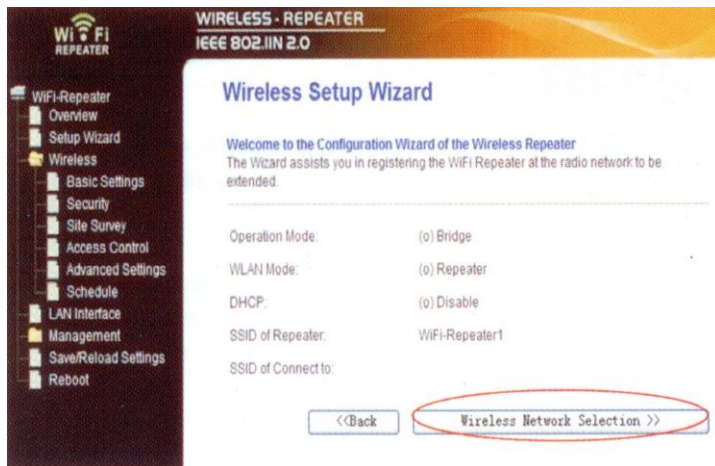 Wi Fi
REPEATER
WIRELESS - REPEATER
IEEE 802.11N 2.0
WiFi-Repeater
Overview
Setup Wizard
Wireless
Basic Settings
Security
Site Survey
Access Control
Advanced Settings
Schedule
LAN Interface
Management
Save/Reload Settings
Reboot
Wireless Setup Wizard
Welcome to the Configuration Wizard of the Wireless Repeater
The Wizard assists you in registering the WiFi Repeater at the radio network to be
extended.
Operation Mode: (o) Bridge
WLAN Mode: (o) Repeater
DHCP: (o) Disable
SSID of Repeater: WiFi-Repeater1
SSID of Connect to:
<<Back
Wireless Network Selection >>